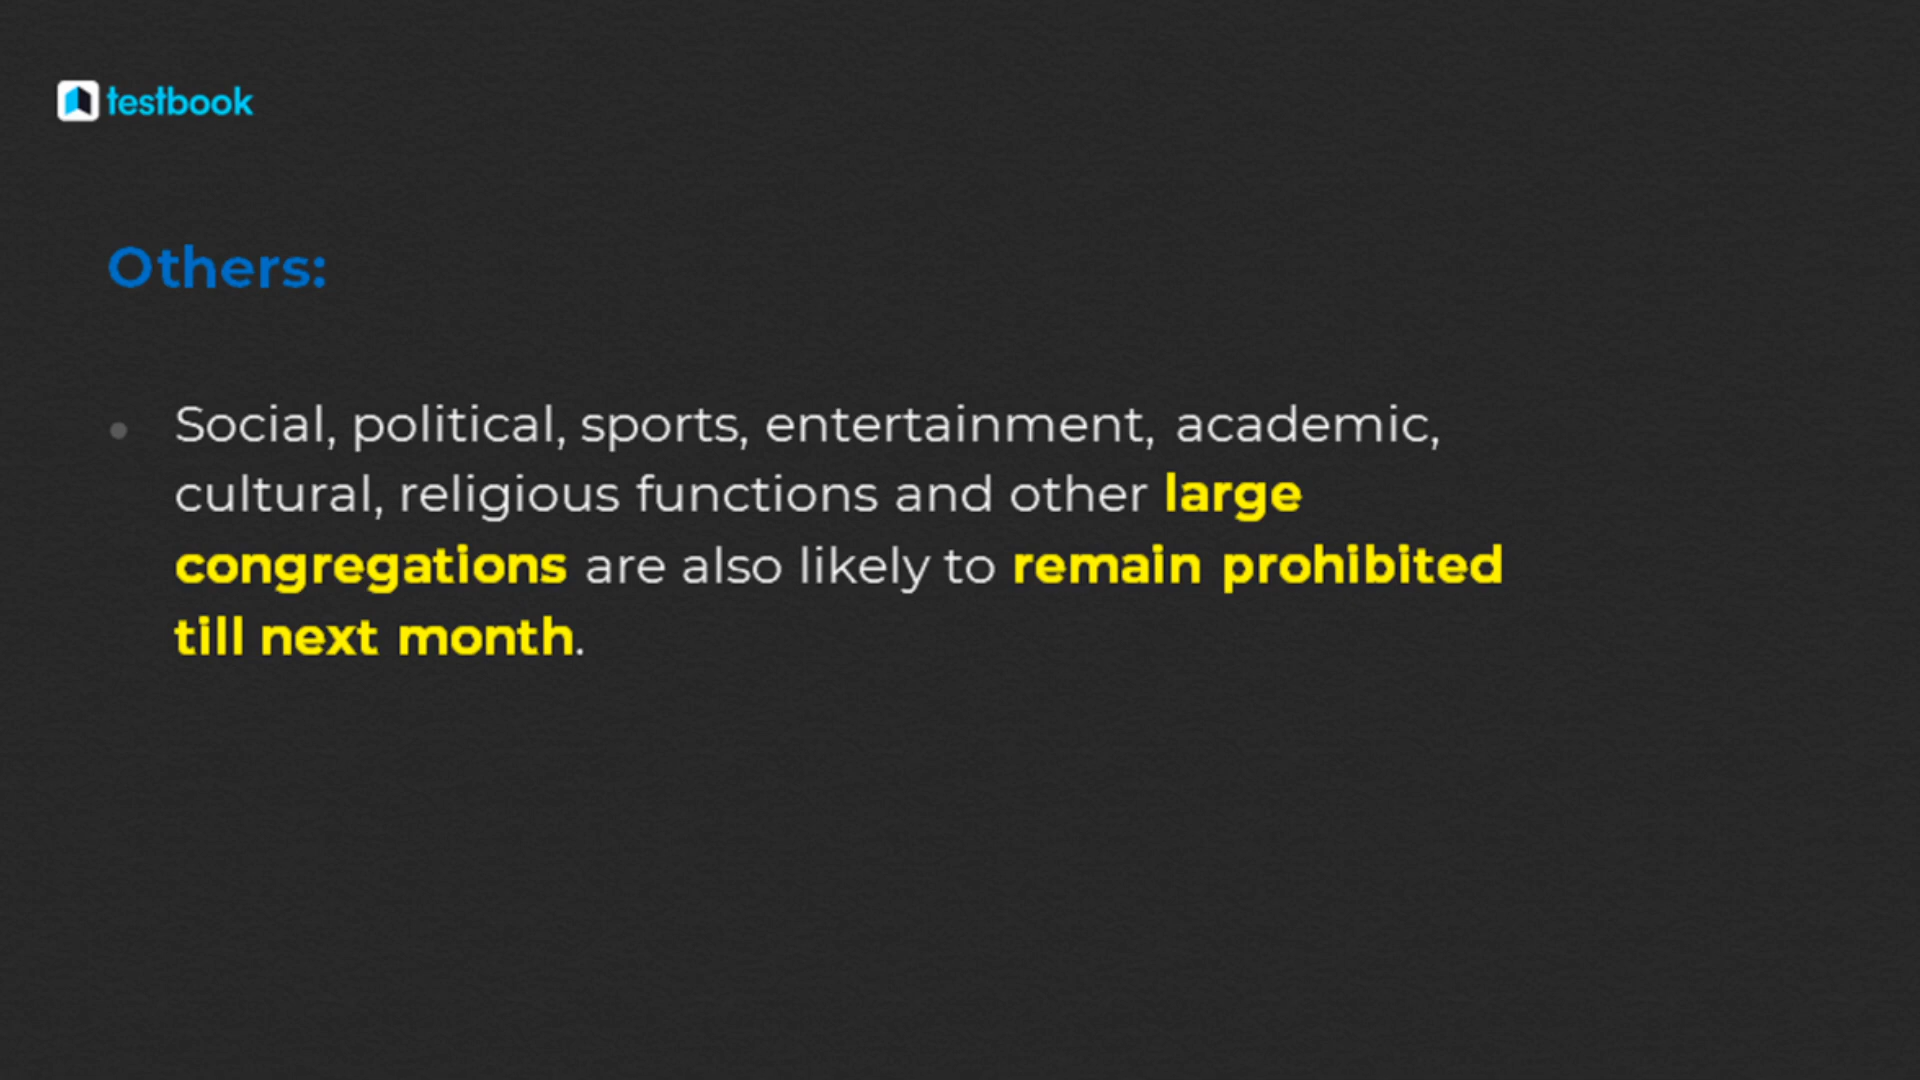 testbook
Others:
• Social, political, sports, entertainment, academic,
cultural, religious functions and other large
congregations are also likely to remain prohibited
till next month.